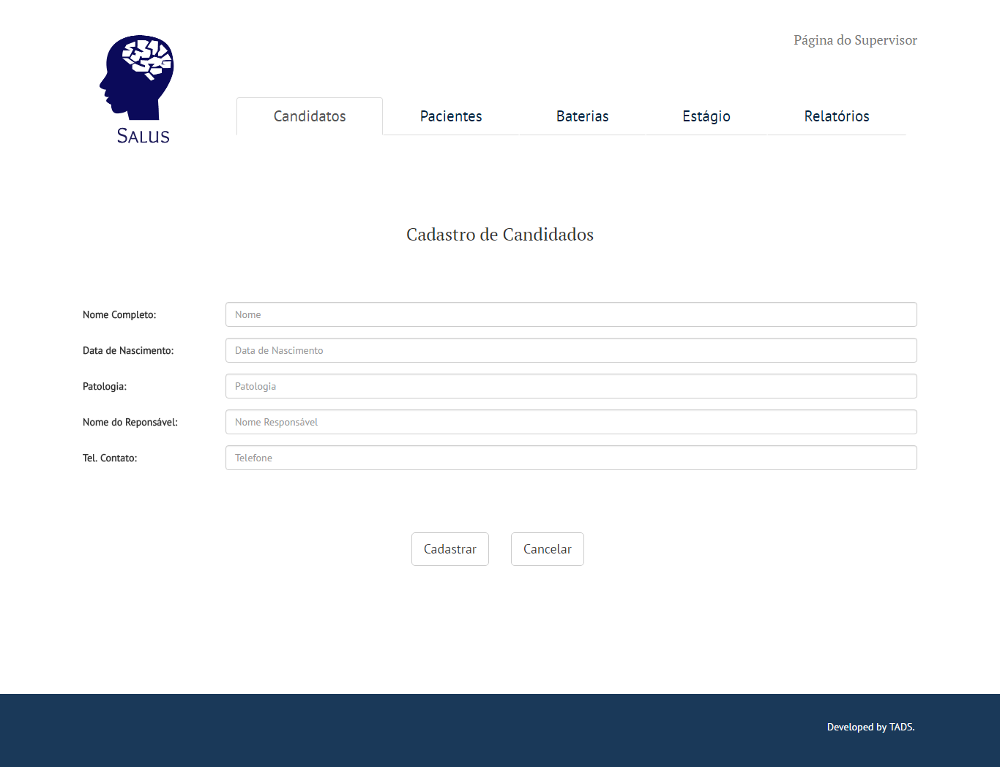 Página do Supervisor
SALUS
Candidatos
Pacientes
Baterias
Estágio
Relatórios
Cadastro de Candidados
Nome Completo:
Nome
Data de Nascimento:
Data de Nascimento
Patologia:
Patologia
Nome do Reponsável:
Nome Responsável
Tel. Contato:
Telefone
Cadastrar
Cancelar
Developed by TADS.